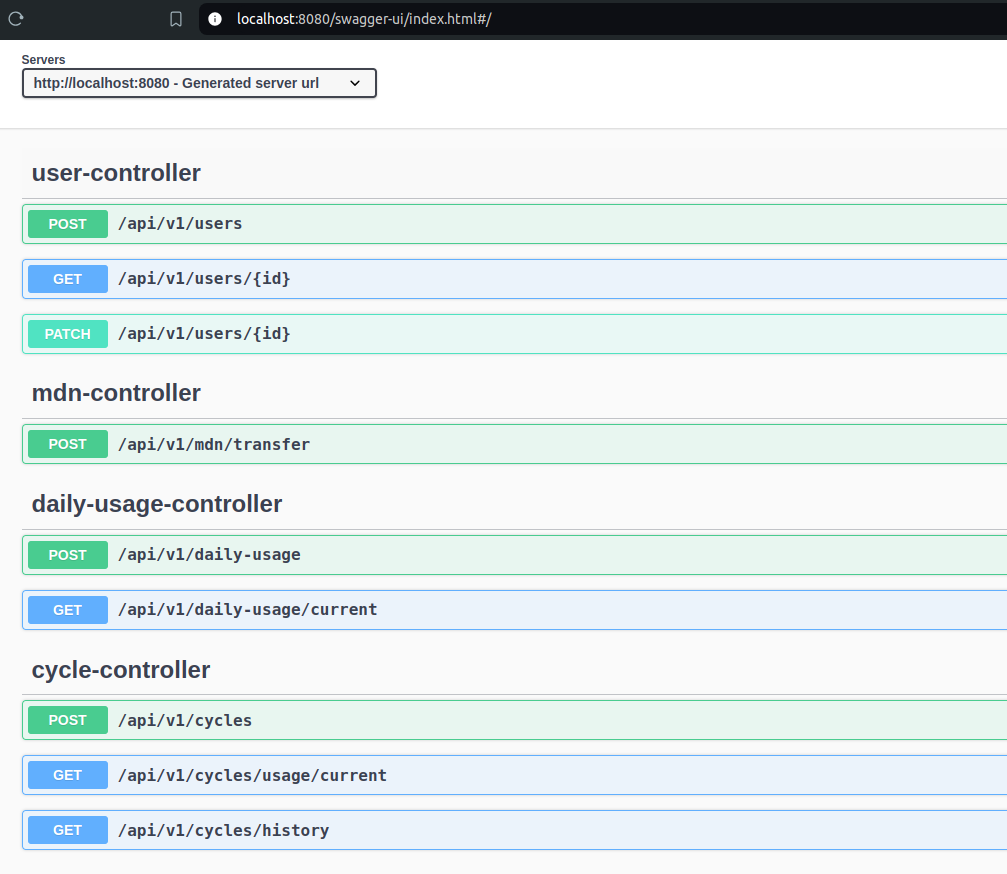 localhost:8080/swagger-ui/index.html#/
Servers
http://localhost:8080 - Generated server url
user-controller
POST /api/v1/users
GET /api/v1/users/{id}
PATCH /api/v1/users/{id}
mdn-controller
POST /api/v1/mdn/transfer
daily-usage-controller
POST /api/v1/daily-usage
GET /api/v1/daily-usage/current
cycle-controller
POST /api/v1/cycles
GET /api/v1/cycles/usage/current
GET /api/v1/cycles/history